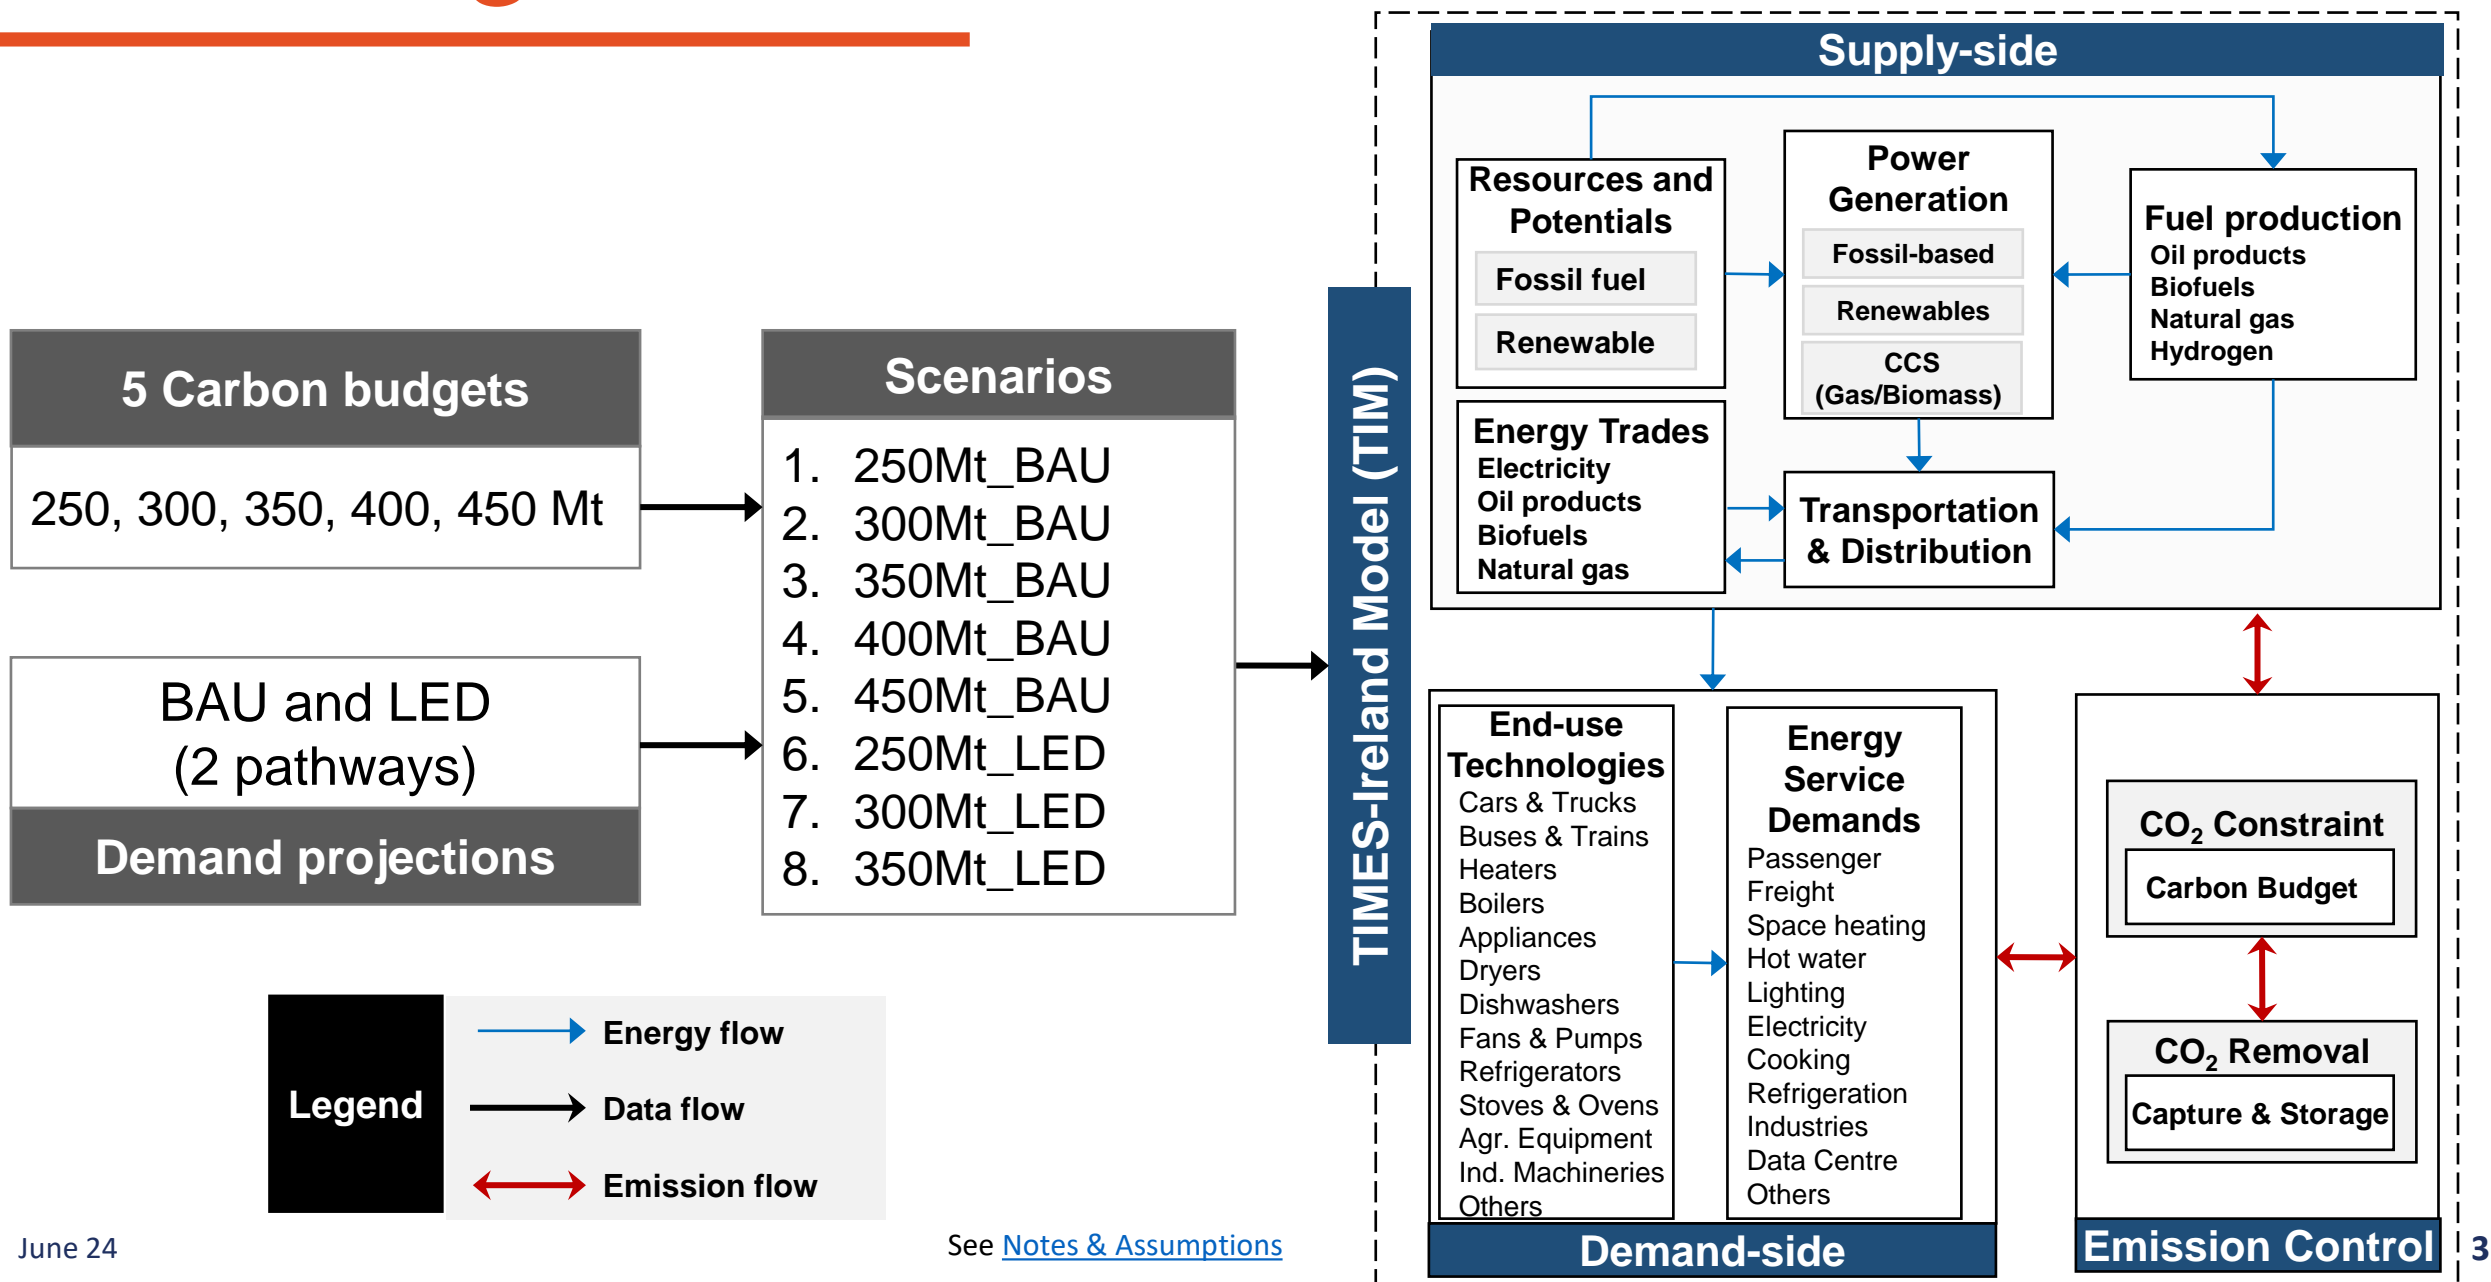 5 Carbon budgets
250, 300, 350, 400, 450 Mt
BAU and LED
(2 pathways)
Demand projections
Scenarios
1. 250Mt_BAU
2. 300Mt_BAU
3. 350Mt_BAU
4. 400Mt_BAU
5. 450Mt_BAU
6. 250Mt_LED
7. 300Mt_LED
8. 350Mt_LED
Legend
Energy flow
Data flow
Emission flow
TIMES-Ireland Model (TIM)
Supply-side
Resources and
Potentials
Fossil fuel
Renewable
Power
Generation
Fossil-based
Renewables
CCS
(Gas/Biomass)
Fuel production
Oil products
Biofuels
Natural gas
Hydrogen
Energy Trades
Electricity
Oil products
Biofuels
Natural gas
Transportation
& Distribution
End-use
Technologies
Cars & Trucks
Buses & Trains
Heaters
Boilers
Appliances
Dryers
Dishwashers
Fans & Pumps
Refrigerators
Stoves & Ovens
Agr. Equipment
Ind. Machineries
Others
Energy
Service
Demands
Passenger
Freight
Space heating
Hot water
Lighting
Electricity
Cooking
Refrigeration
Industries
Data Centre
Others
Demand-side
CO₂ Constraint
Carbon Budget
CO₂ Removal
Capture & Storage
Emission Control
June 24
See Notes & Assumptions
3